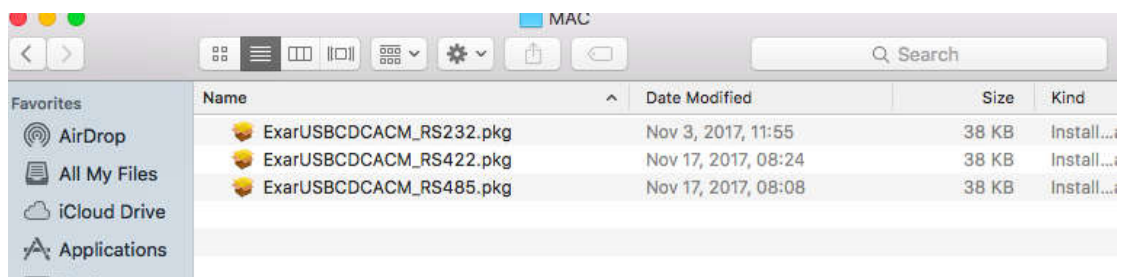 MAC
Search
Favorites
AirDrop
All My Files
iCloud Drive
Applications
Name Date Modified Size Kind
ExarUSBCDCACM_RS232.pkg Nov 3, 2017, 11:55 38 KB Install...
ExarUSBCDCACM_RS422.pkg Nov 17, 2017, 08:24 38 KB Install...
ExarUSBCDCACM_RS485.pkg Nov 17, 2017, 08:08 38 KB Install...